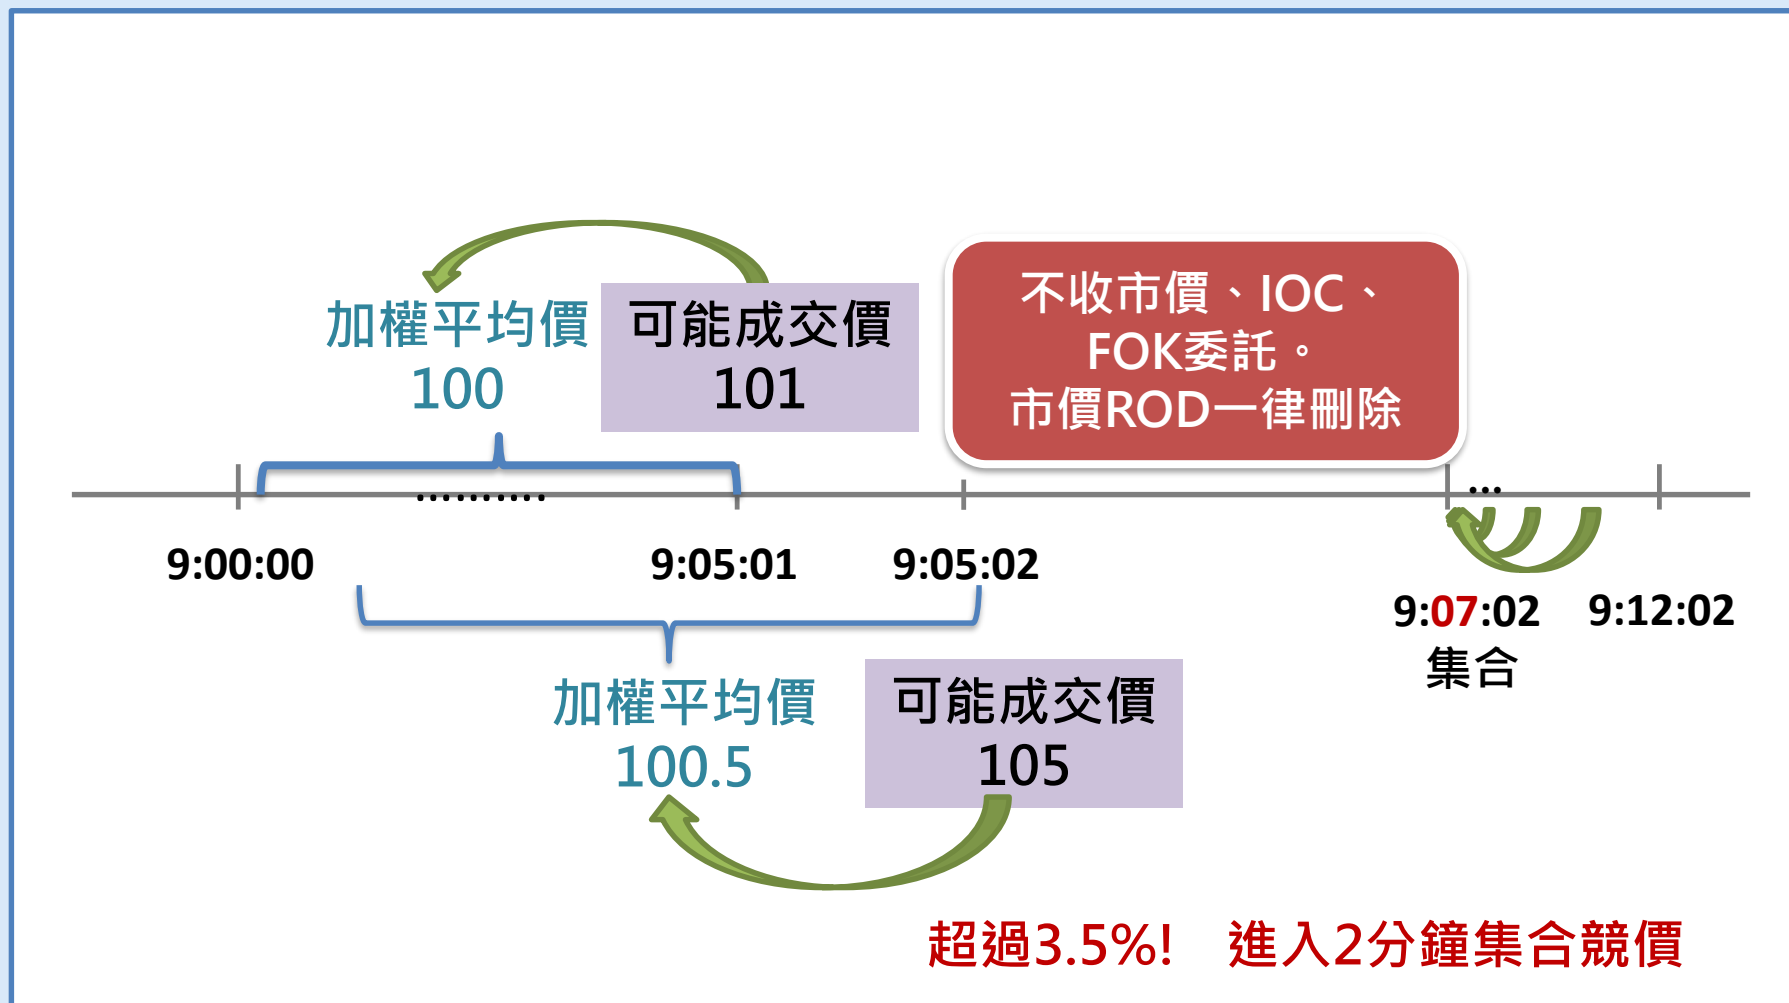 加權平均價
100
可能成交價
101
不收市價、IOC、
FOK委託。
市價ROD一律刪除
..........
...
9:00:00
9:05:01
9:05:02
9:07:02
集合
9:12:02
加權平均價
100.5
可能成交價
105
超過3.5%! 進入2分鐘集合競價